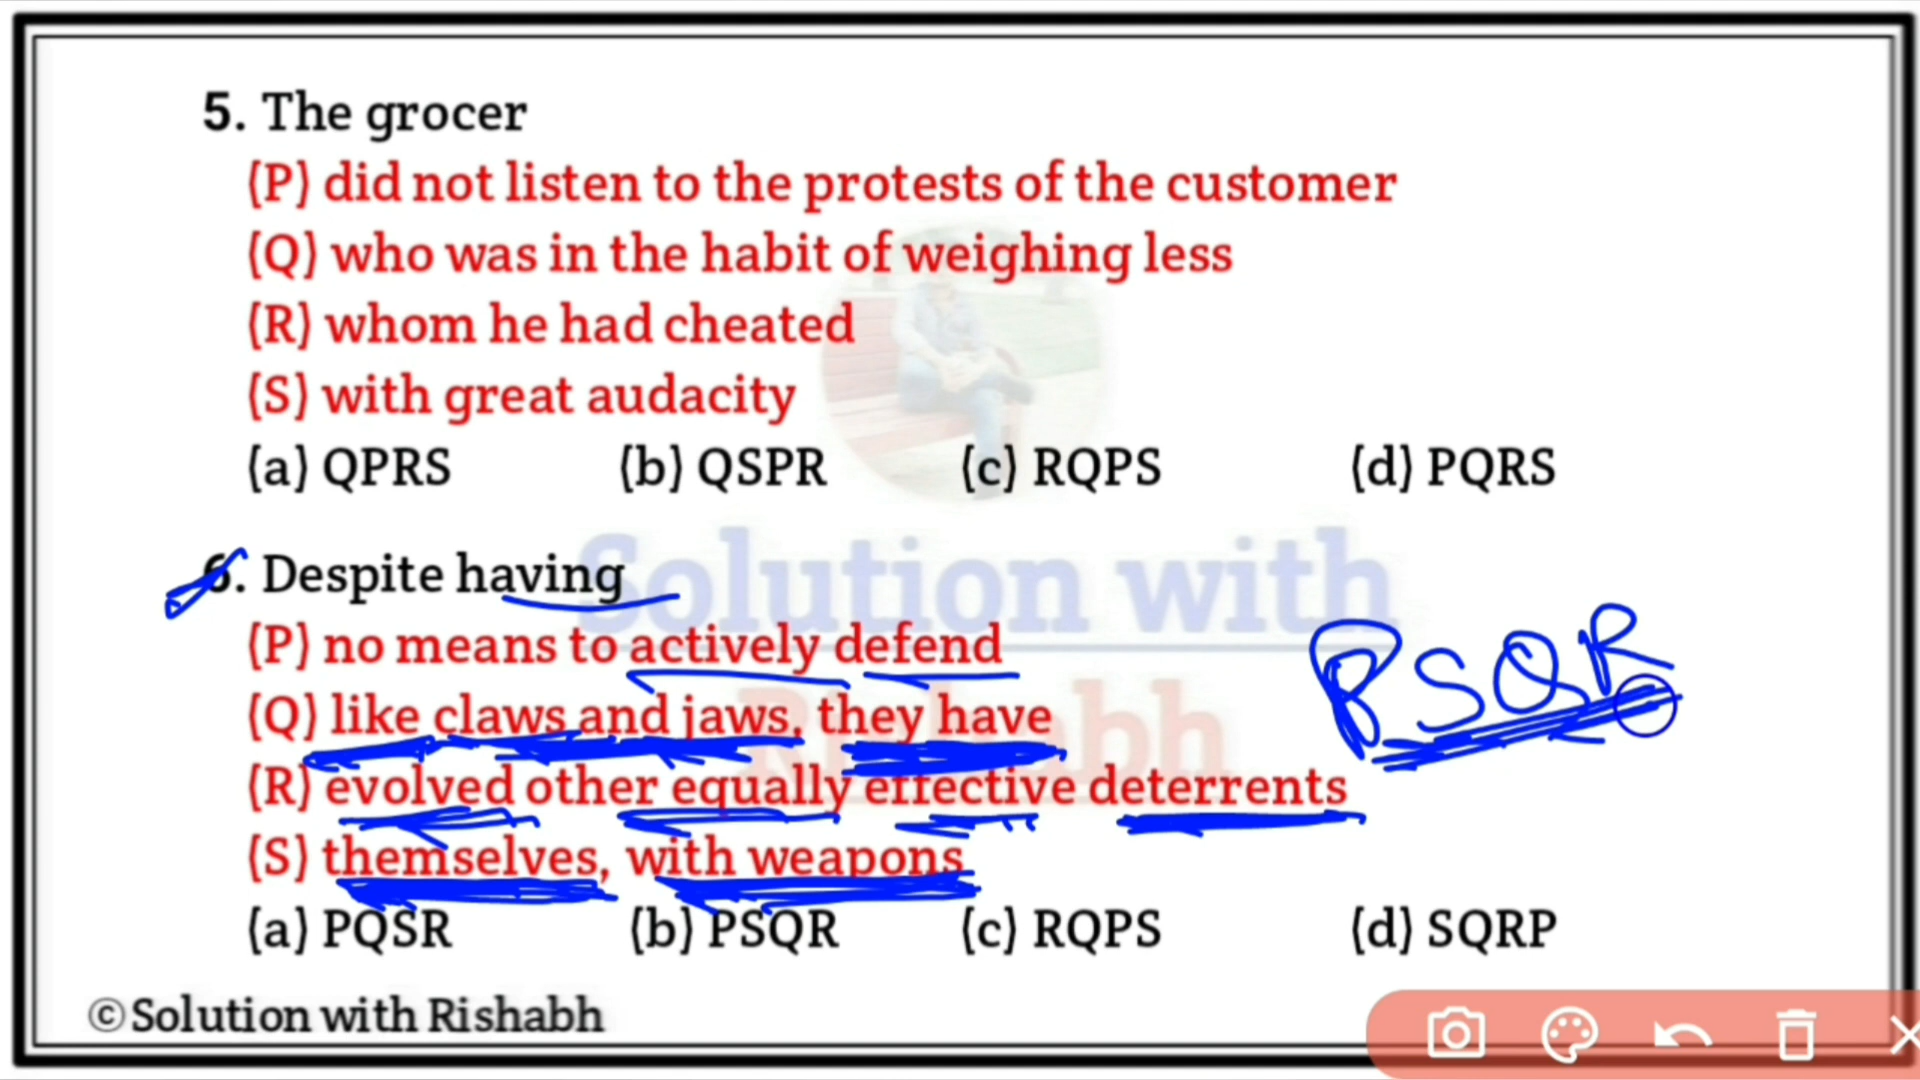 5. The grocer
(P) did not listen to the protests of the customer
(Q) who was in the habit of weighing less
(R) whom he had cheated
(S) with great audacity
(a) QPRS (b) QSPR (c) RQPS (d) PQRS
Solution with
Rishabh
6. Despite having
(P) no means to actively defend
(Q) like claws and jaws, they have
(R) evolved other equally effective deterrents
(S) themselves, with weapons
PSQR
(a) PQSR (b) PSQR (c) RQPS (d) SQRP
©Solution with Rishabh